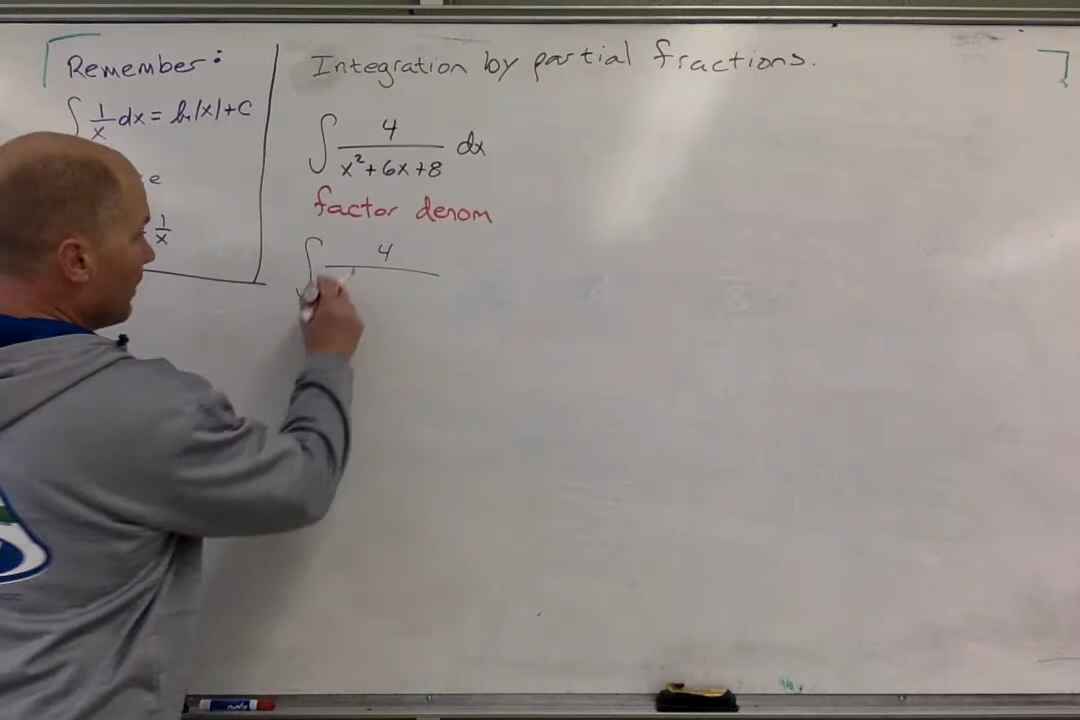 Remember:
∫ 1/x dx = ln|x| + C
e
1/x
Integration by partial fractions.
∫ 4/(x²+6x+8) dx
factor denom
∫ 4